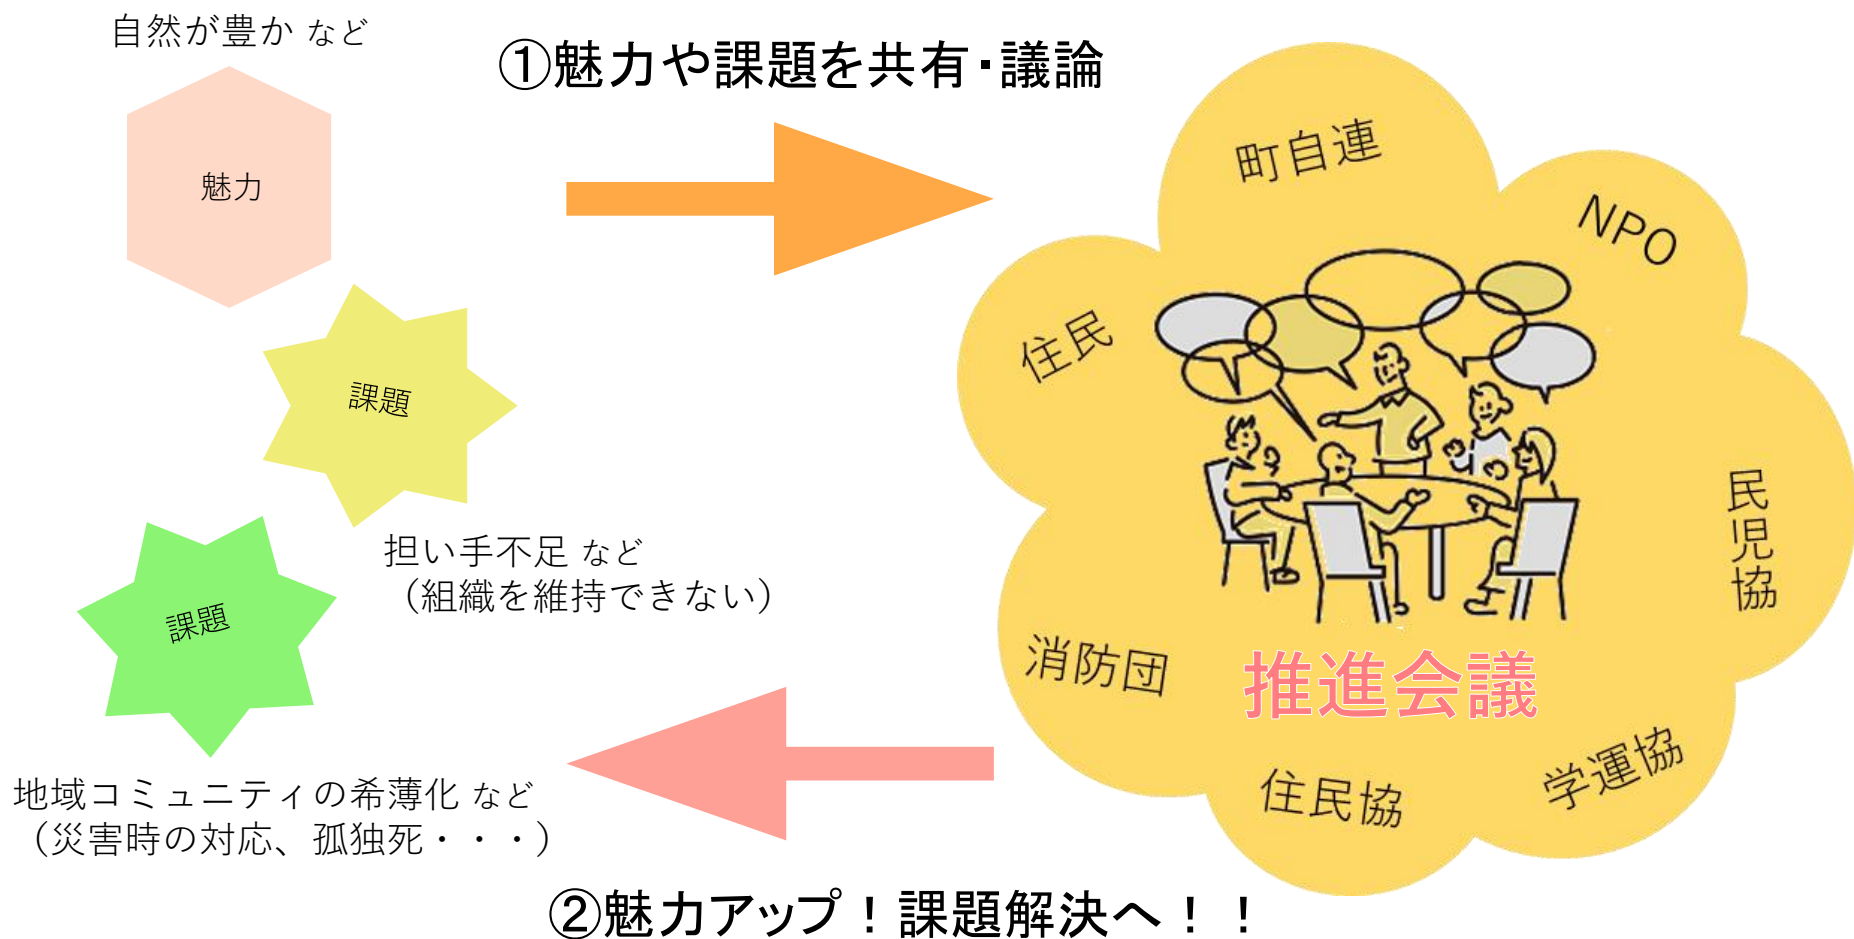 自然が豊か など
魅力
①魅力や課題を共有・議論
課題
担い手不足 など
（組織を維持できない）
課題
地域コミュニティの希薄化 など
（災害時の対応、孤独死・・・）
町自連
NPO
住民
民児協
消防団
推進会議
学運協
住民協
②魅力アップ！課題解決へ！！